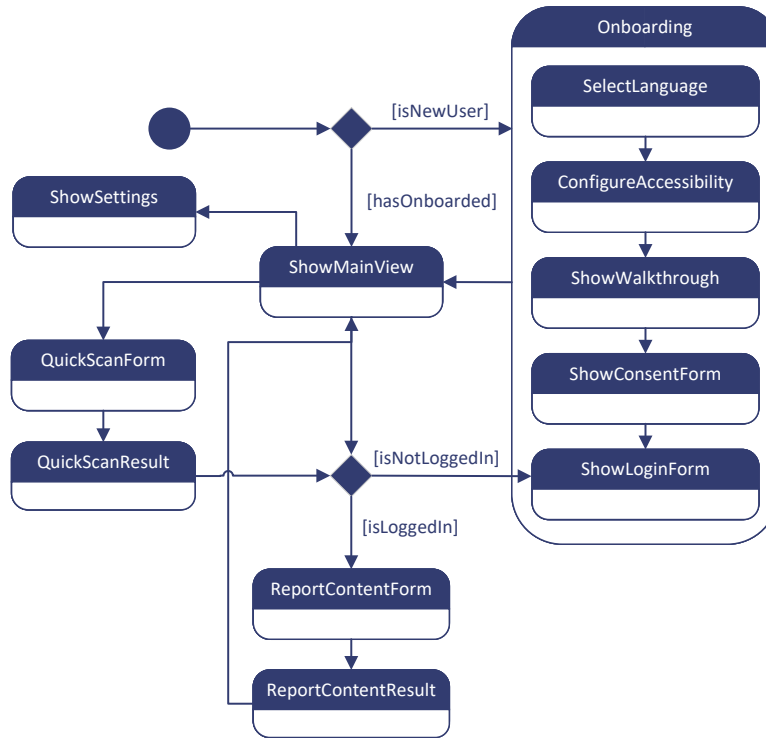 Onboarding
SelectLanguage
[isNewUser]
ConfigureAccessibility
ShowSettings
[hasOnboarded]
ShowMainView
ShowWalkthrough
QuickScanForm
ShowConsentForm
QuickScanResult
[isNotLoggedIn]
ShowLoginForm
[isLoggedIn]
ReportContentForm
ReportContentResult